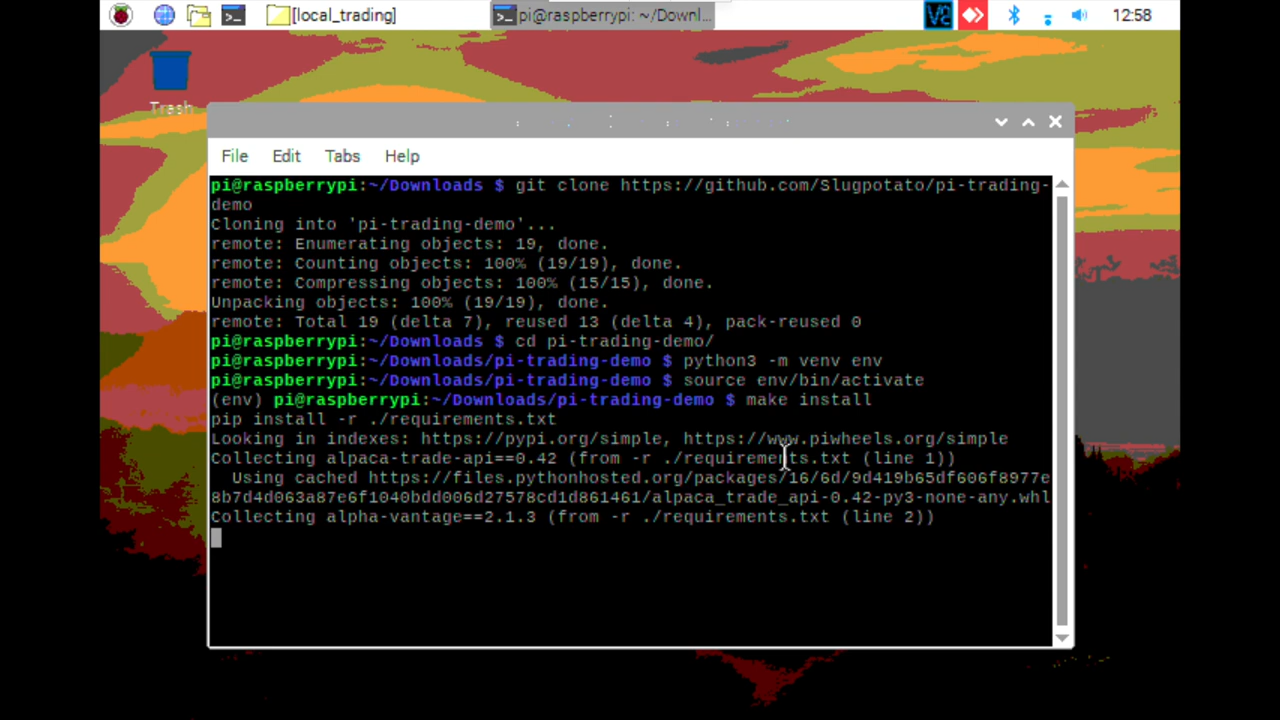 [local_trading]
pi@raspberrypi: ~/Downl...
12:58
Trash
File Edit Tabs Help
pi@raspberrypi:~/Downloads $ git clone https://github.com/Slugpotato/pi-trading-
demo
Cloning into 'pi-trading-demo'...
remote: Enumerating objects: 19, done.
remote: Counting objects: 100% (19/19), done.
remote: Compressing objects: 100% (15/15), done.
Unpacking objects: 100% (19/19), done.
remote: Total 19 (delta 7), reused 13 (delta 4), pack-reused 0
pi@raspberrypi:~/Downloads $ cd pi-trading-demo/
pi@raspberrypi:~/Downloads/pi-trading-demo $ python3 -m venv env
pi@raspberrypi:~/Downloads/pi-trading-demo $ source env/bin/activate
(env) pi@raspberrypi:~/Downloads/pi-trading-demo $ make install
pip install -r ./requirements.txt
Looking in indexes: https://pypi.org/simple, https://www.piwheels.org/simple
Collecting alpaca-trade-api==0.42 (from -r ./requirements.txt (line 1))
Using cached https://files.pythonhosted.org/packages/16/6d/9d419b65df606f8977e
8b7d4d063a87e6f1040bdd006d27578cd1d861461/alpaca_trade_api-0.42-py3-none-any.whl
Collecting alpha-vantage==2.1.3 (from -r ./requirements.txt (line 2))